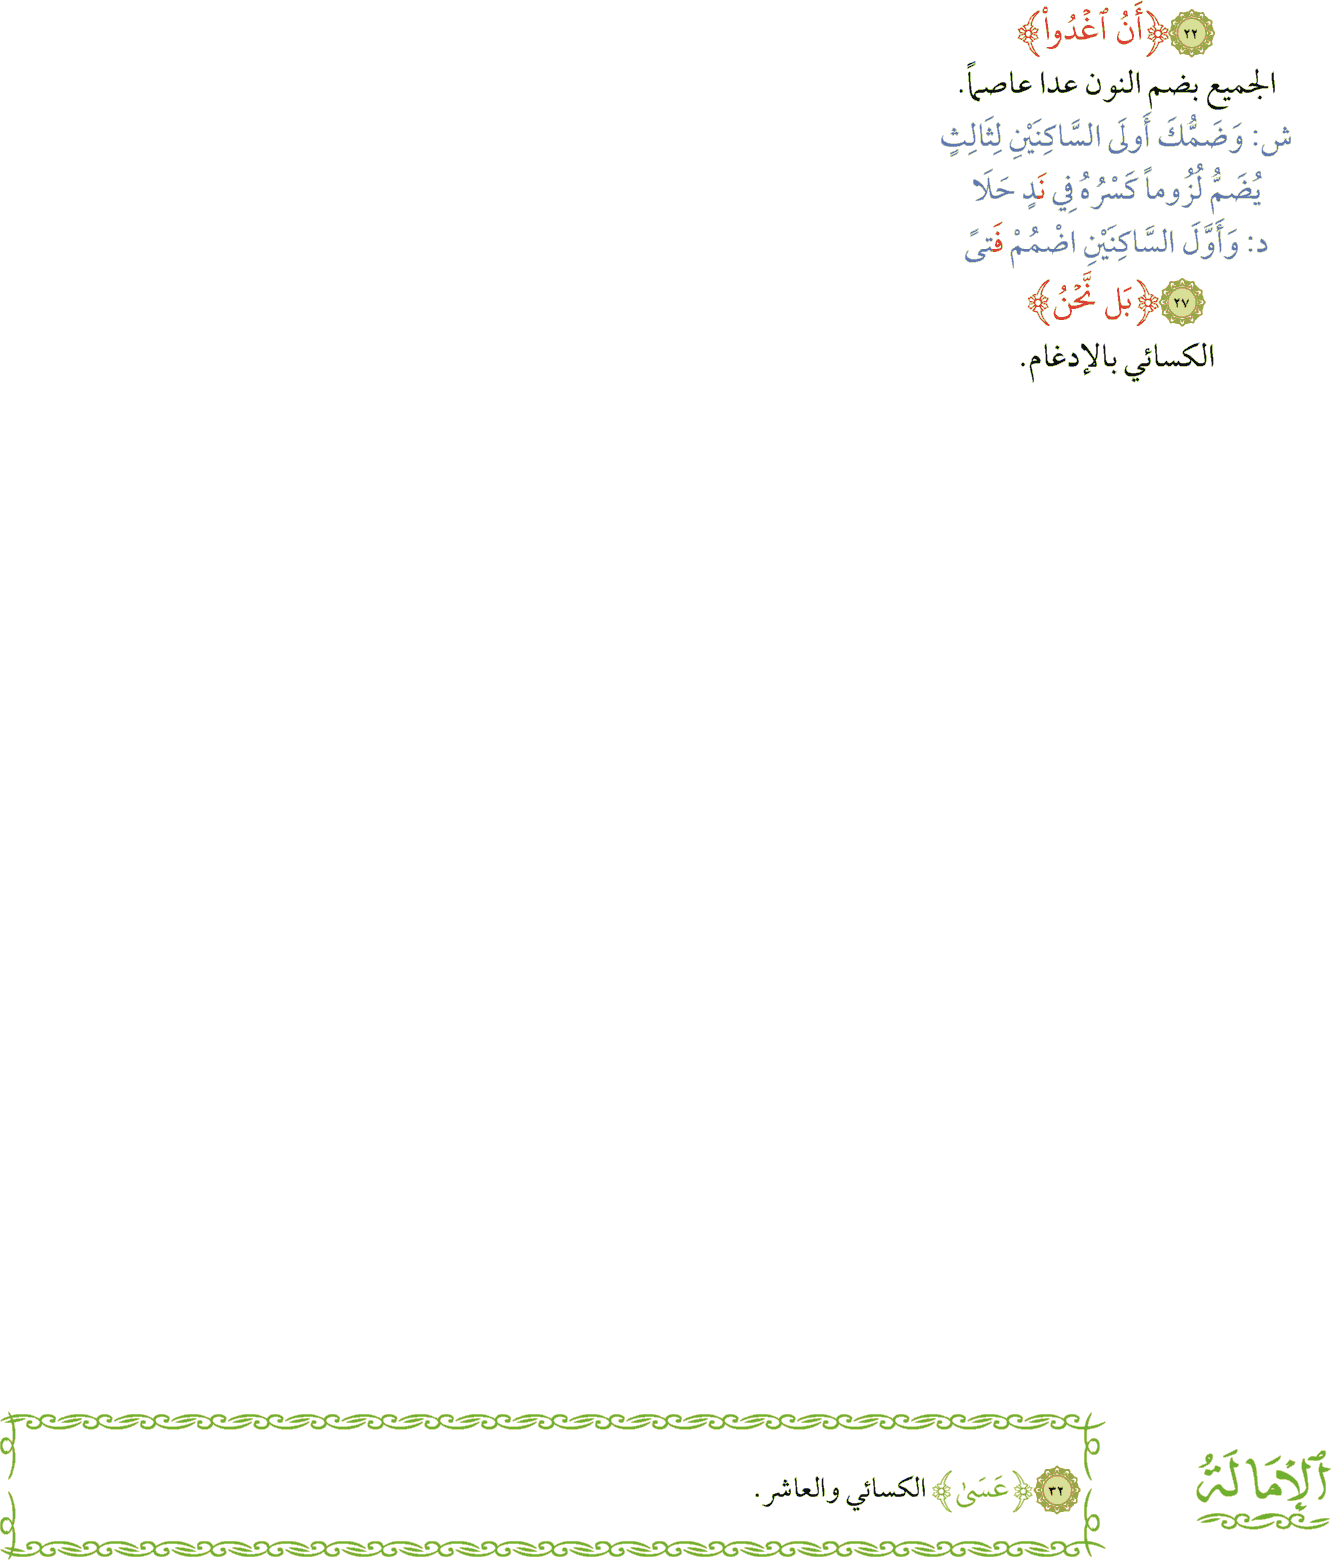 ٢٢ ﴿أَنُ ٱغۡدُواْ﴾
الجميع بضم النون عدا عاصماً.
ش: وَضَمُّكَ أَولَى السَّاكِنَيْنِ لِثَالِثٍ
يُضَمُّ لُزُوماً كَسْرُهُ فِي نَدٍ حَلَا
د: وَأَوَّلَ السَّاكِنَيْنِ اضْمُمْ فَتىً
٢٧ ﴿بَل نَّحۡنُ﴾
الكسائي بالإدغام.
ٱلْإِمَالَةُ
٣٢ ﴿عَسَىٰ﴾ الكسائي والعاشر.